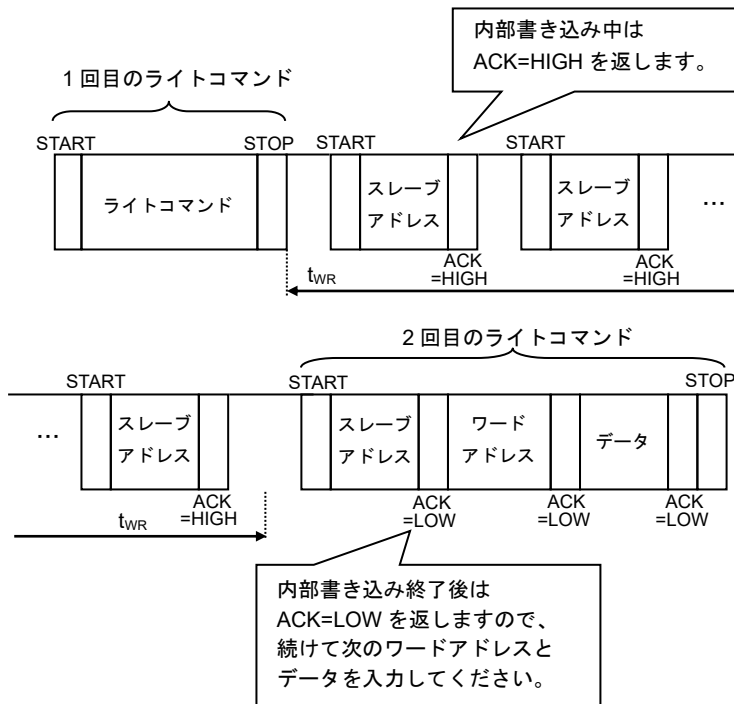 内部書き込み中は
ACK=HIGH を返します。
1 回目のライトコマンド
START STOP START START
ライトコマンド
スレーブ
アドレス
スレーブ
アドレス
…
ACK
=HIGH
ACK
=HIGH
tWR
2 回目のライトコマンド
START START STOP
…
スレーブ
アドレス
スレーブ
アドレス
ワード
アドレス
データ
ACK
=HIGH
ACK
=LOW
ACK
=LOW
ACK
=LOW
tWR
内部書き込み終了後は
ACK=LOW を返しますので、
続けて次のワードアドレスと
データを入力してください。